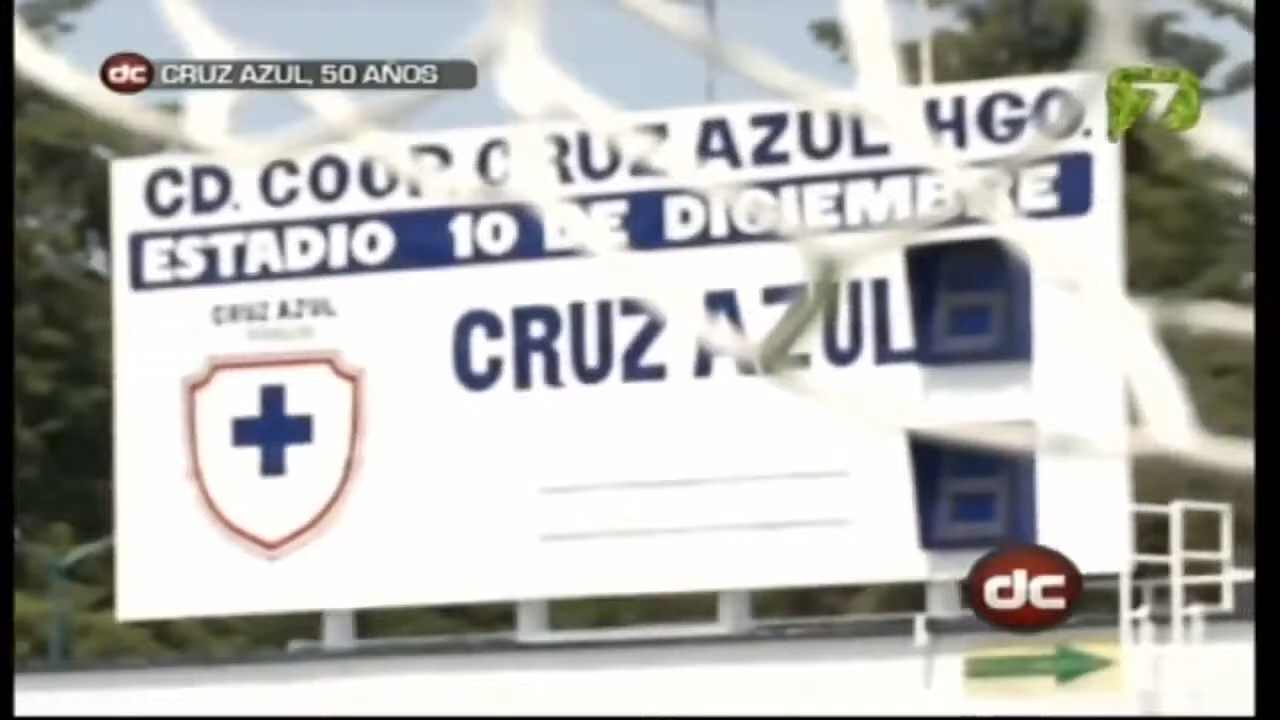 dc CRUZ AZUL, 50 AÑOS
7
CD. COOP. CRUZ AZUL HGO.
ESTADIO 10 DE DICIEMBRE
CRUZ AZUL
CRUZ AZUL
dc